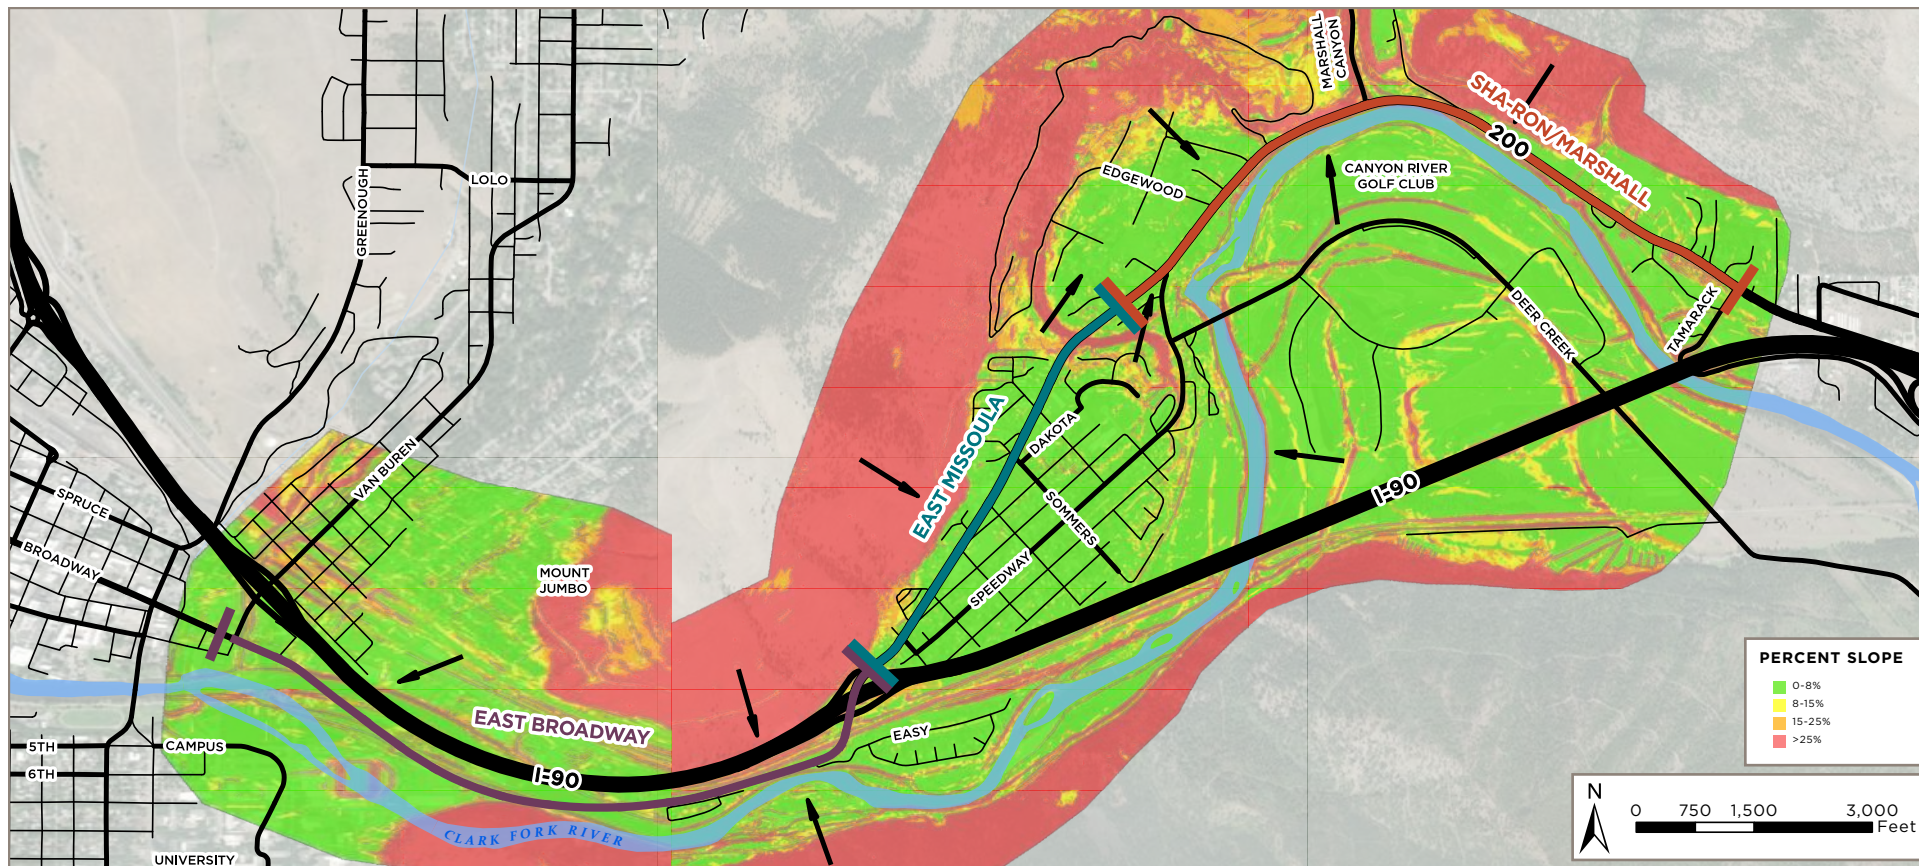 MARSHALL
CANYON
SHA-RON/MARSHALL
200
CANYON RIVER
GOLF CLUB
EDGEWOOD
LOLO
GREENOUGH
DEER CREEK
TAMARACK
DAKOTA
EAST MISSOULA
VAN BUREN
SOMMERS
I-90
SPRUCE
BROADWAY
MOUNT
JUMBO
SPEEDWAY
EAST BROADWAY
EASY
5TH
CAMPUS
6TH
I-90
CLARK FORK RIVER
UNIVERSITY
PERCENT SLOPE
0-8%
8-15%
15-25%
>25%
N
0 750 1,500 3,000
Feet